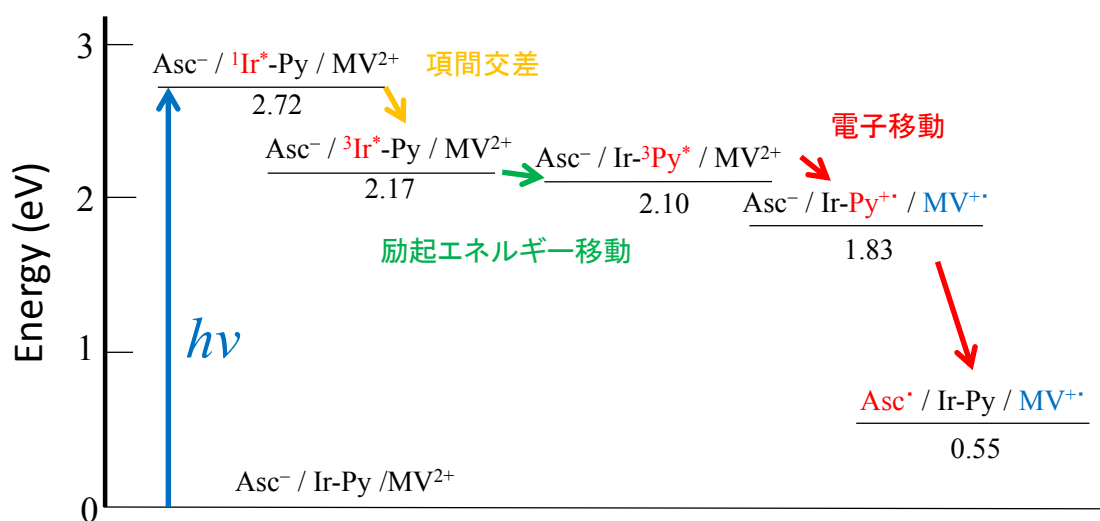 3
Asc⁻ / ¹Ir*-Py / MV²⁺
項間交差
2.72
電子移動
Asc⁻ / ³Ir*-Py / MV²⁺
Asc⁻ / Ir-³Py* / MV²⁺
2.17
2.10
2
Asc⁻ / Ir-Py⁺˙ / MV⁺˙
励起エネルギー移動
1.83
Energy (eV)
hν
1
Asc˙ / Ir-Py / MV⁺˙
0.55
Asc⁻ / Ir-Py /MV²⁺
0